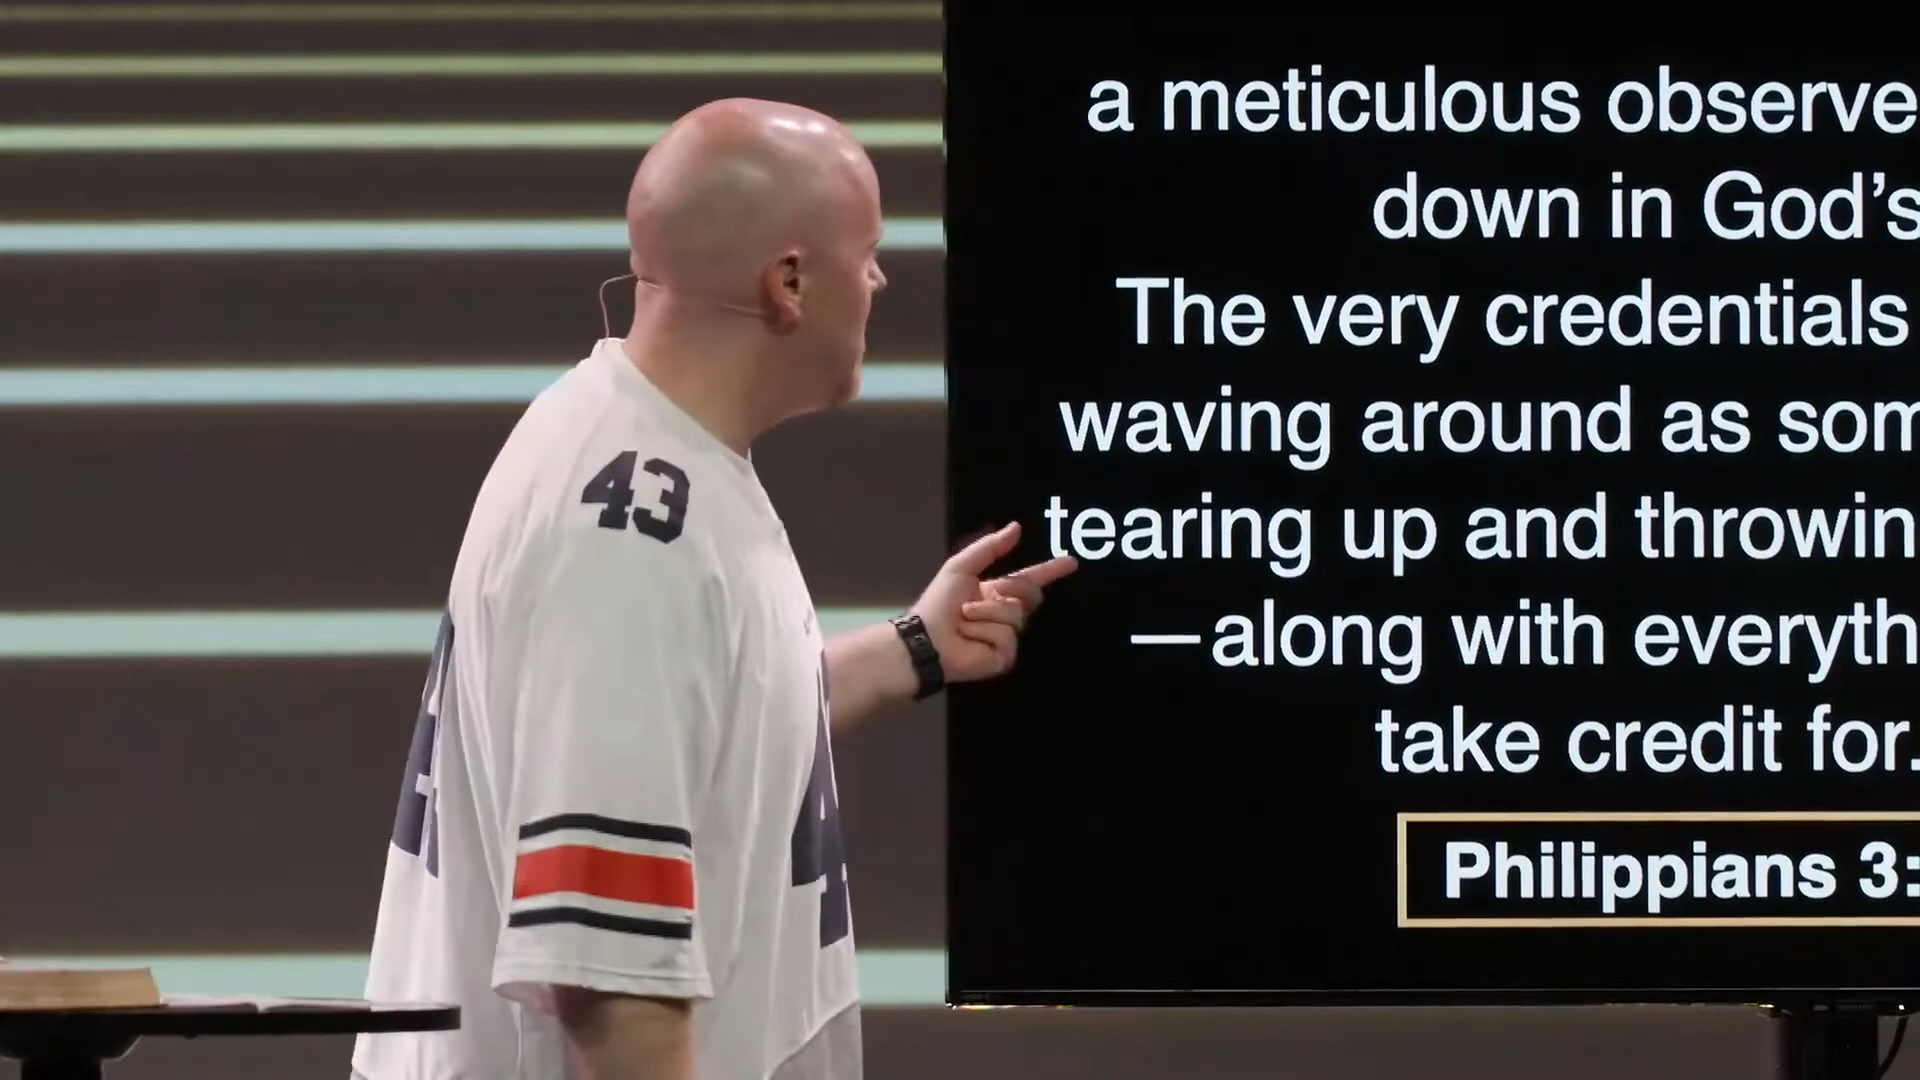 a meticulous observe
down in God's
The very credentials
waving around as som
tearing up and throwin
—along with everyth
take credit for.
Philippians 3:
43
4